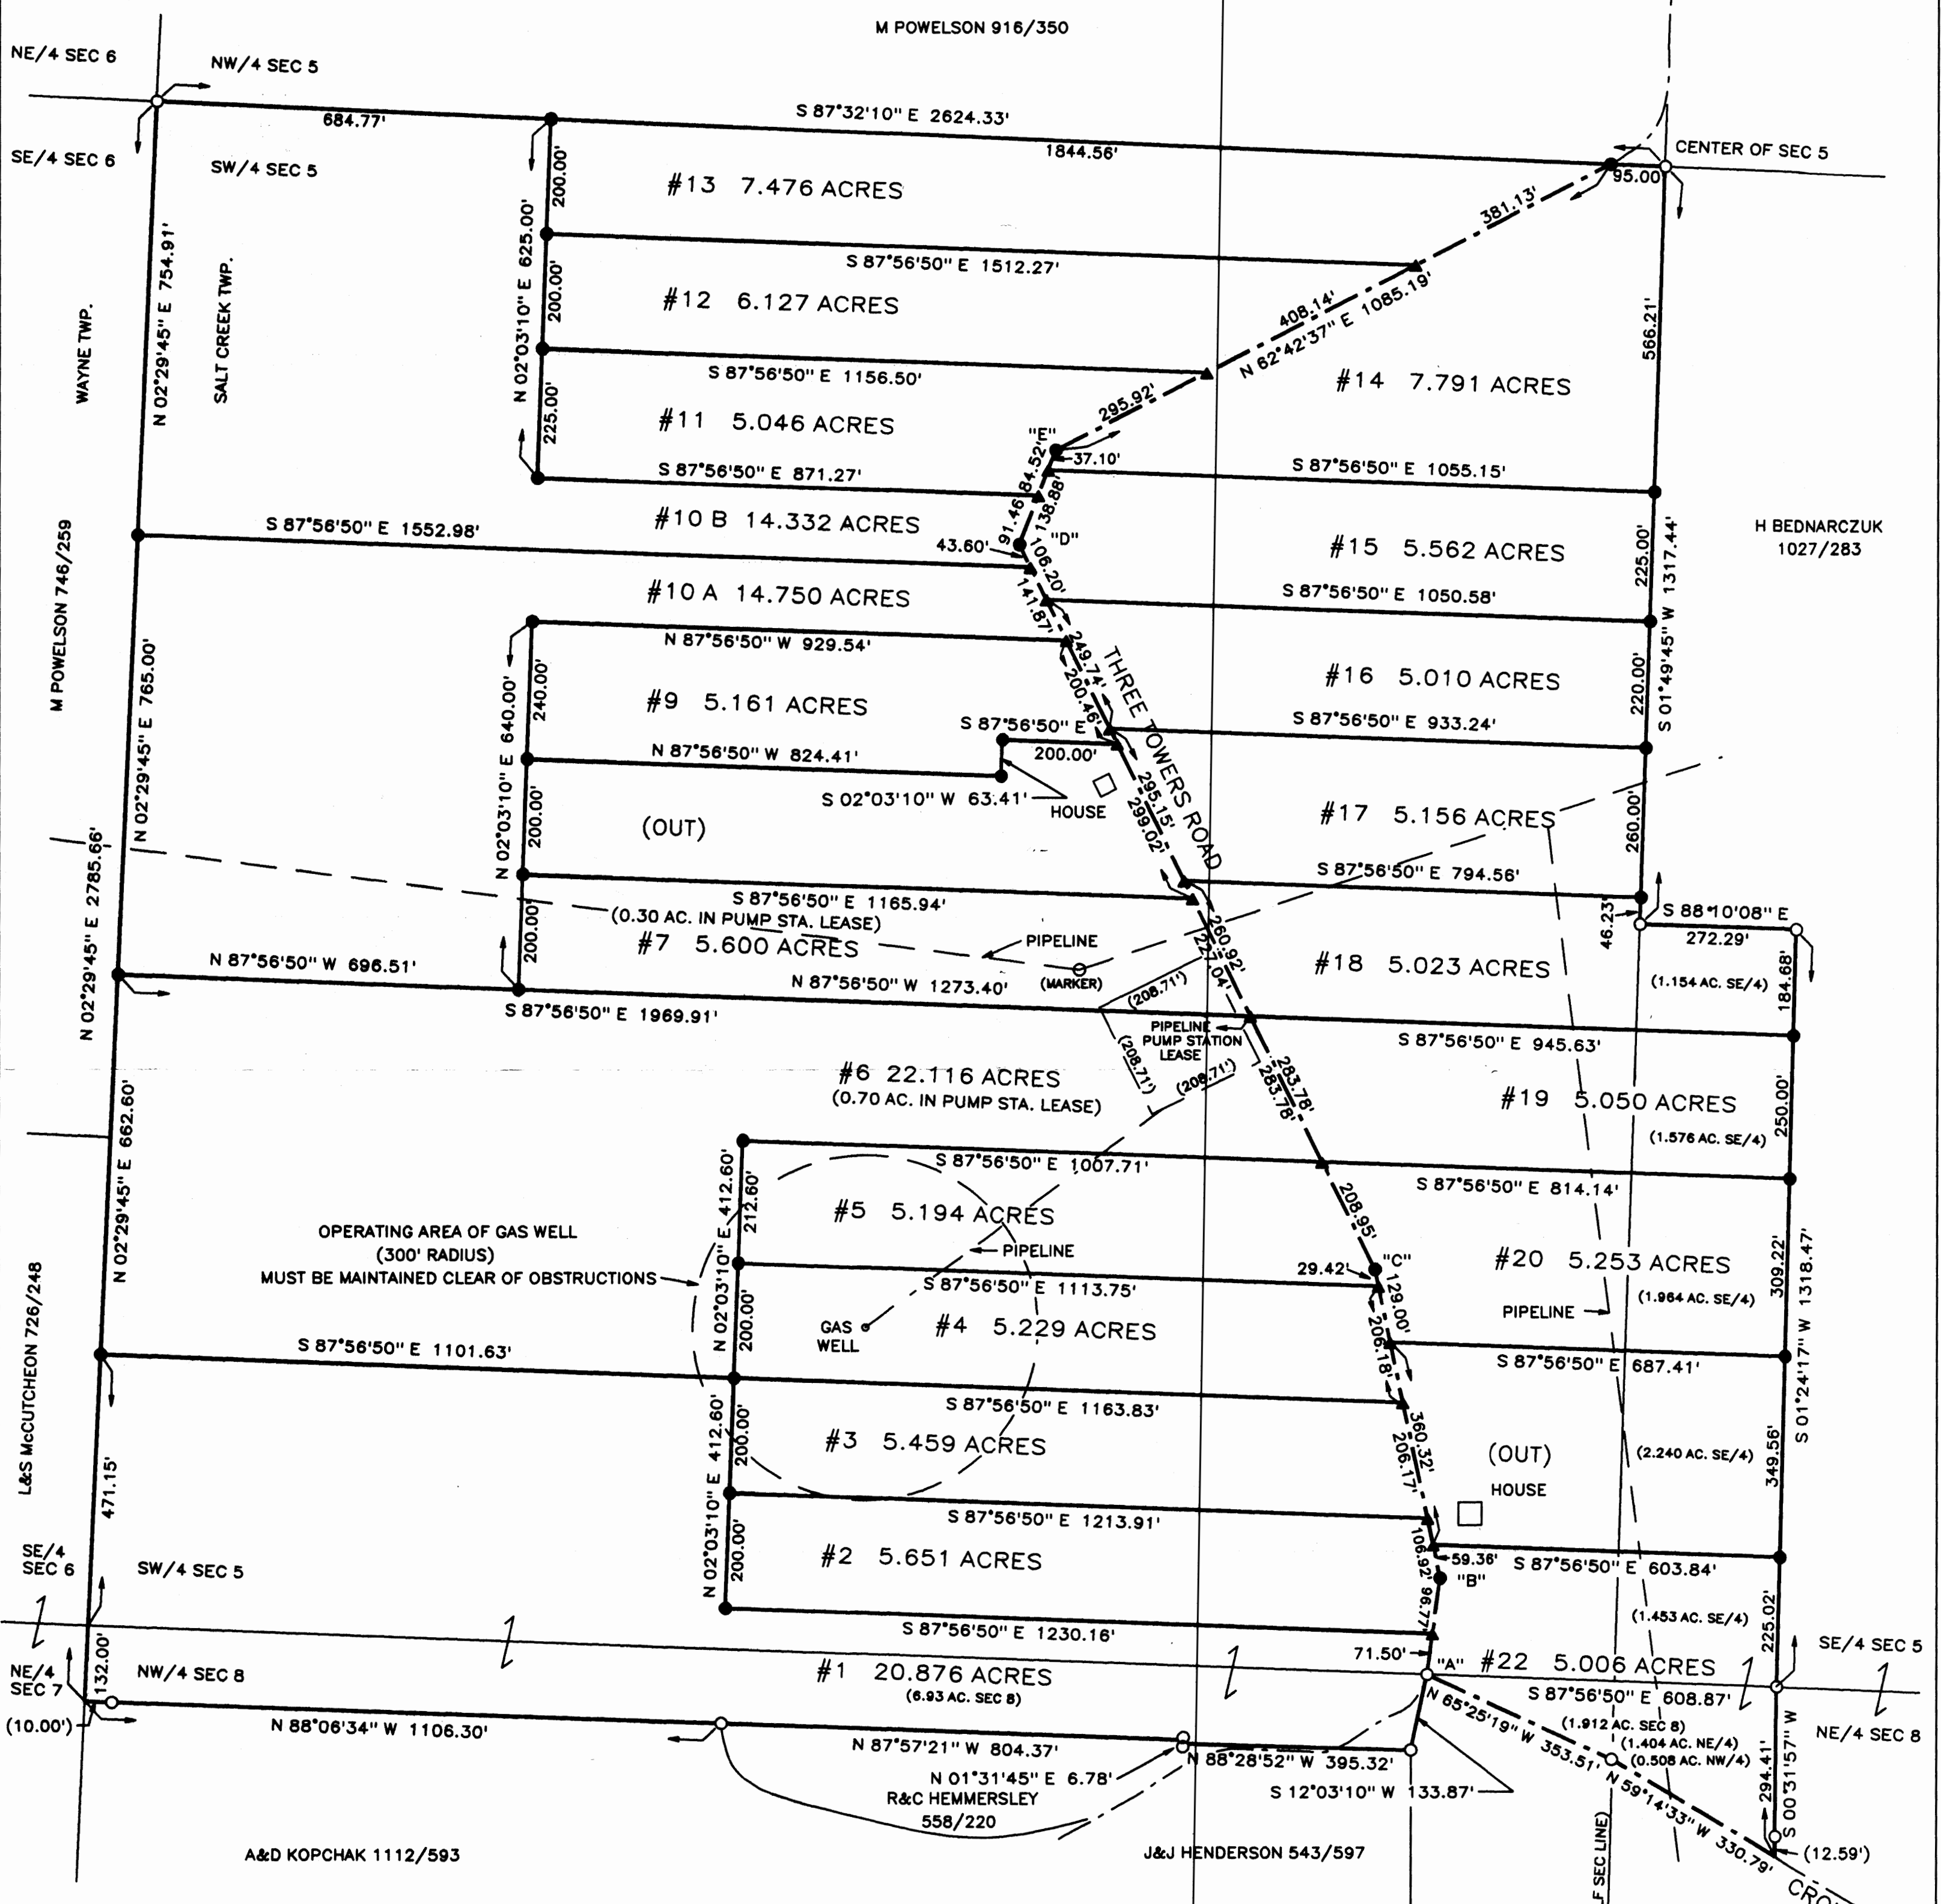 M POWELSON 916/350
NE/4 SEC 6
NW/4 SEC 5
S 87°32'10" E 2624.33'
684.77'
1844.56'
CENTER OF SEC 5
95.00
SE/4 SEC 6
SW/4 SEC 5
#13 7.476 ACRES
200.00'
381.13'
S 87°56'50" E 1512.27'
N 02°29'45" E 754.91'
WAYNE TWP.
SALT CREEK TWP.
N 02°03'10" E 625.00'
200.00'
#12 6.127 ACRES
408.14'
N 62°42'37" E 1085.19'
566.21'
S 87°56'50" E 1156.50'
#14 7.791 ACRES
225.00'
#11 5.046 ACRES
295.92'
"E"
37.10'
84.52'
S 87°56'50" E 871.27'
S 87°56'50" E 1055.15'
91.46
138.88'
#10 B 14.332 ACRES
S 87°56'50" E 1552.98'
43.60'
"D"
106.20'
#15 5.562 ACRES
225.00'
S 01°49'45" W 1317.44'
H BEDNARCZUK
1027/283
M POWELSON 746/259
#10 A 14.750 ACRES
141.87'
S 87°56'50" E 1050.58'
N 87°56'50" W 929.54'
249.74'
THREE TOWERS ROAD
N 02°29'45" E 765.00'
N 02°03'10" E 640.00'
240.00'
#9 5.161 ACRES
200.46'
#16 5.010 ACRES
220.00'
S 87°56'50" E
200.00'
S 87°56'50" E 933.24'
N 87°56'50" W 824.41'
S 02°03'10" W 63.41'
HOUSE
295.15'
299.02'
#17 5.156 ACRES
260.00'
200.00'
(OUT)
N 02°29'45" E 2785.66'
S 87°56'50" E 794.56'
S 87°56'50" E 1165.94'
(0.30 AC. IN PUMP STA. LEASE)
200.00'
#7 5.600 ACRES
PIPELINE
(MARKER)
260.92'
227.04'
46.23'
S 88°10'08" E
272.29'
#18 5.023 ACRES
(1.154 AC. SE/4)
184.68'
N 87°56'50" W 696.51'
N 87°56'50" W 1273.40'
S 87°56'50" E 1969.91'
(208.71')
PIPELINE
PUMP STATION
LEASE
(208.71')
(208.71')
S 87°56'50" E 945.63'
#6 22.116 ACRES
(0.70 AC. IN PUMP STA. LEASE)
283.78'
283.78'
#19 5.050 ACRES
(1.576 AC. SE/4)
250.00'
N 02°29'45" E 662.60'
N 02°03'10" E 412.60'
212.60'
S 87°56'50" E 1007.71'
S 87°56'50" E 814.14'
#5 5.194 ACRES
208.95'
OPERATING AREA OF GAS WELL
(300' RADIUS)
MUST BE MAINTAINED CLEAR OF OBSTRUCTIONS
PIPELINE
"C"
29.42'
129.00'
#20 5.253 ACRES
(1.964 AC. SE/4)
309.22'
S 01°24'17" W 1318.47'
S 87°56'50" E 1113.75'
PIPELINE
L&S McCUTCHEON 726/248
200.00'
GAS
WELL
#4 5.229 ACRES
206.18'
S 87°56'50" E 1101.63'
S 87°56'50" E 687.41'
S 87°56'50" E 1163.83'
N 02°03'10" E 412.60'
200.00'
#3 5.459 ACRES
360.32'
206.17'
(OUT)
HOUSE
(2.240 AC. SE/4)
349.56'
471.15'
S 87°56'50" E 1213.91'
SE/4
SEC 6
SW/4 SEC 5
200.00'
#2 5.651 ACRES
106.92'
59.36'
"B"
S 87°56'50" E 603.84'
96.77'
(1.453 AC. SE/4)
225.02'
S 87°56'50" E 1230.16'
71.50'
SE/4 SEC 5
NE/4
SEC 7
132.00'
NW/4 SEC 8
#1 20.876 ACRES
(6.93 AC. SEC 8)
"A"
#22 5.006 ACRES
S 87°56'50" E 608.87'
(10.00')
N 88°06'34" W 1106.30'
N 87°57'21" W 804.37'
N 88°28'52" W 395.32'
N 65°25'19" W 353.51'
(1.912 AC. SEC 8)
(1.404 AC. NE/4)
(0.508 AC. NW/4)
NE/4 SEC 8
N 01°31'45" E 6.78'
R&C HEMMERSLEY
558/220
S 12°03'10" W 133.87'
N 59°14'33" W 330.79'
294.41'
S 00°31'57" W
(12.59')
A&D KOPCHAK 1112/593
J&J HENDERSON 543/597
F SEC LINE)
CRO